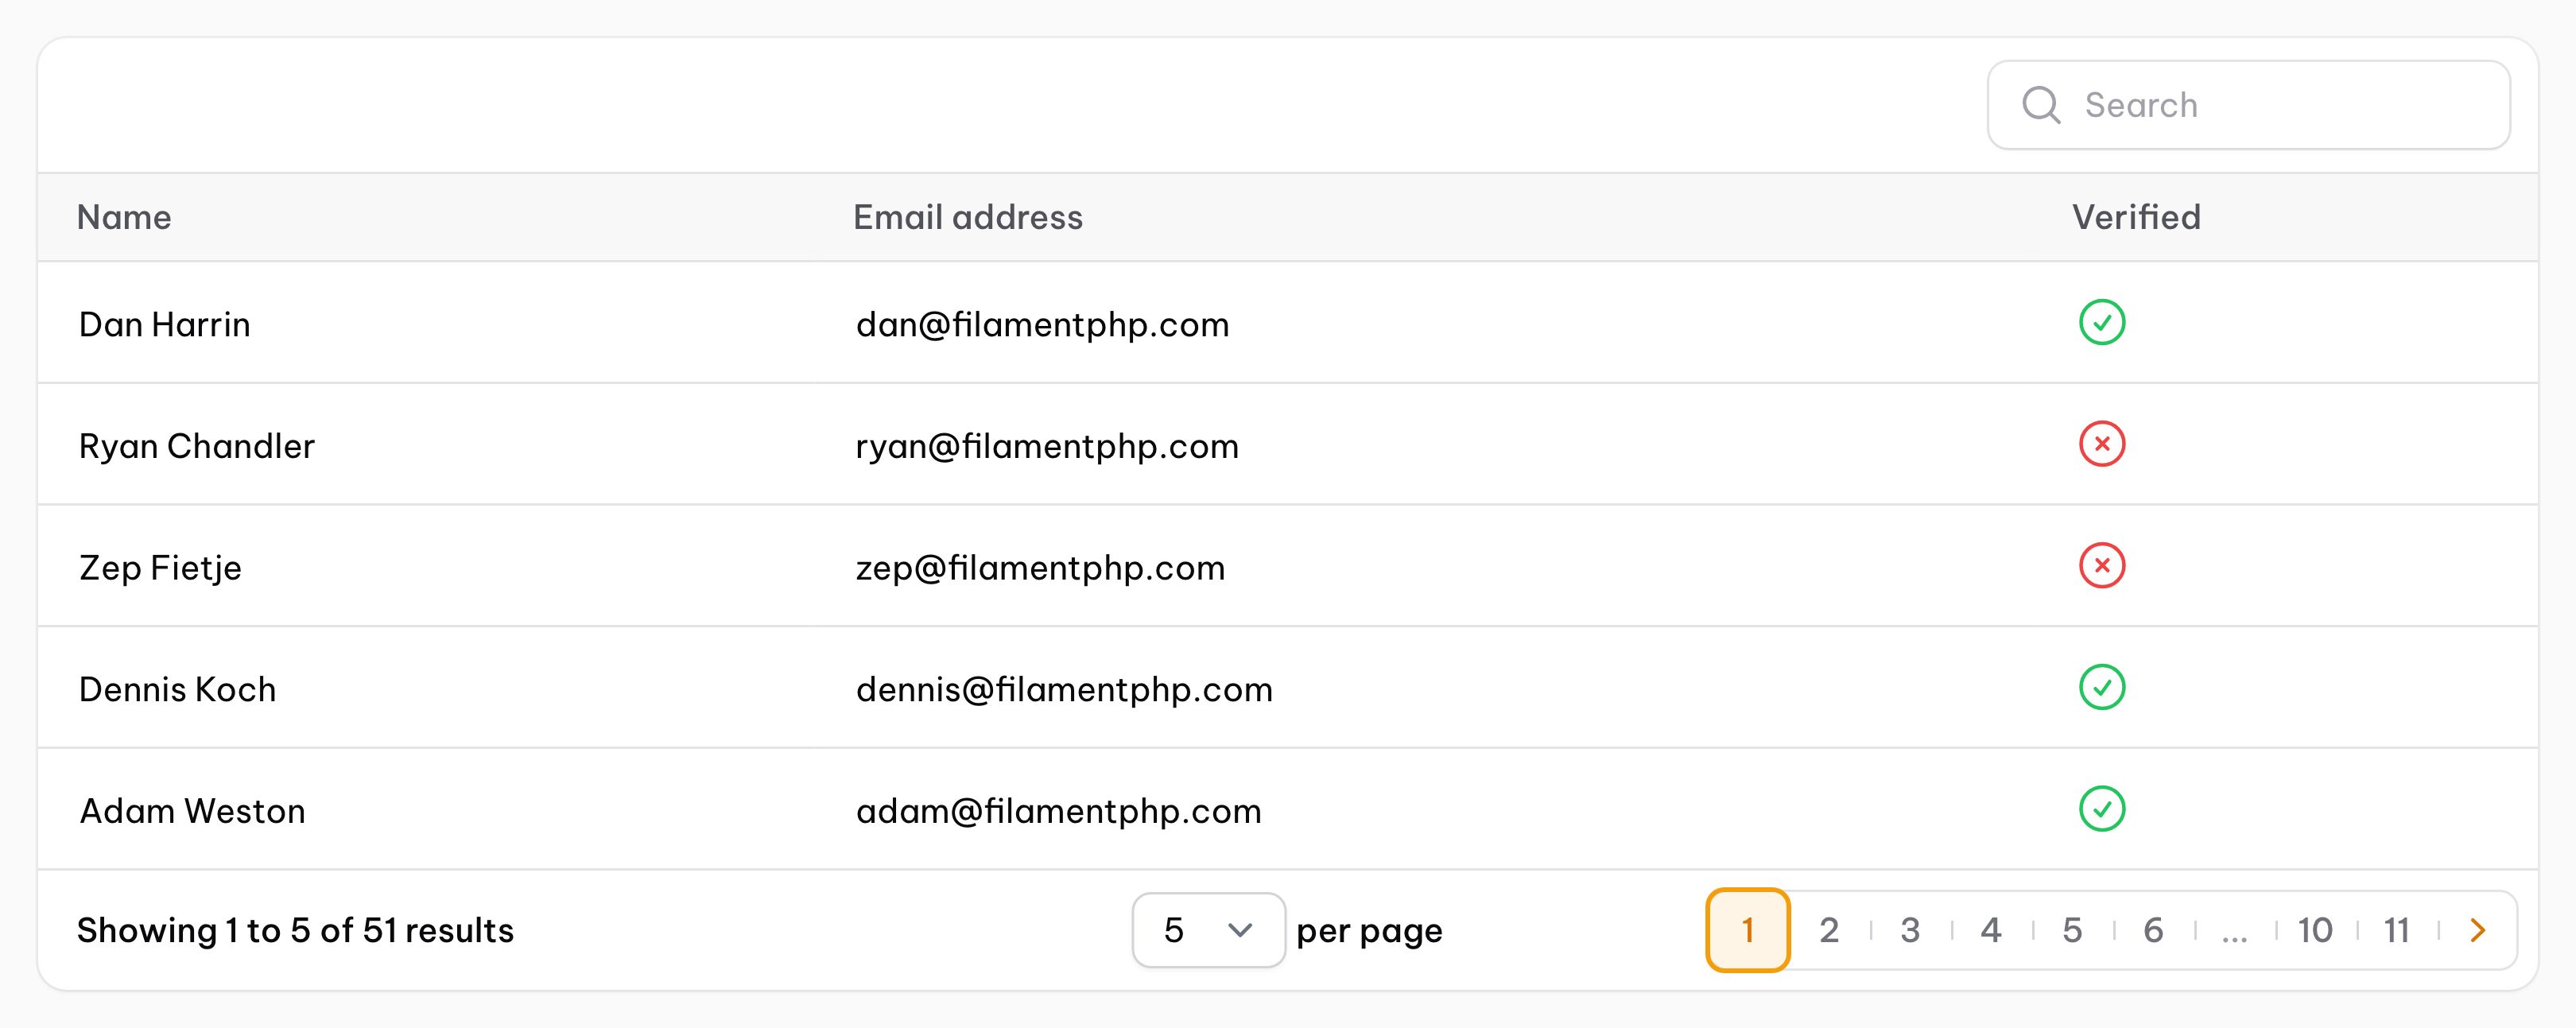 Search
Name Email address Verified
Dan Harrin dan@filamentphp.com
Ryan Chandler ryan@filamentphp.com
Zep Fietje zep@filamentphp.com
Dennis Koch dennis@filamentphp.com
Adam Weston adam@filamentphp.com
Showing 1 to 5 of 51 results 5 per page 1 2 3 4 5 6 ... 10 11